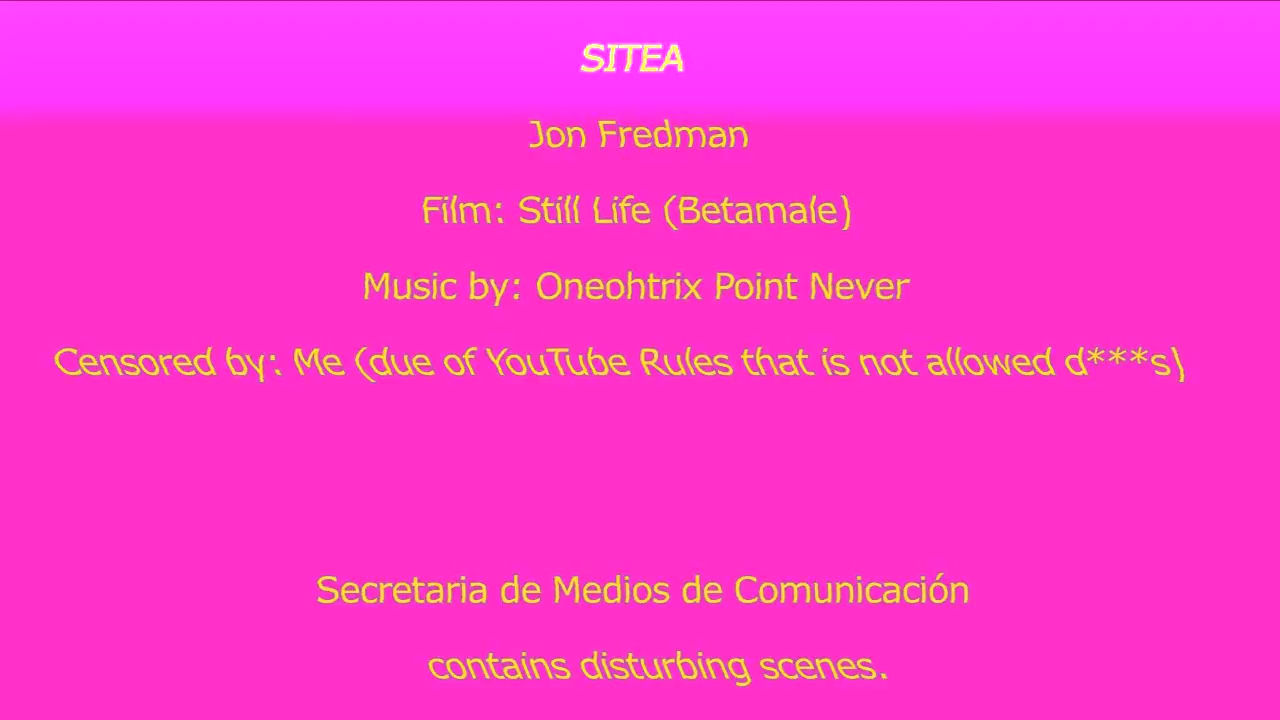 SITEA
Jon Fredman
Film: Still Life (Betamale)
Music by: Oneohtrix Point Never
Censored by: Me (due of YouTube Rules that is not allowed d***s)
Secretaria de Medios de Comunicación
contains disturbing scenes.